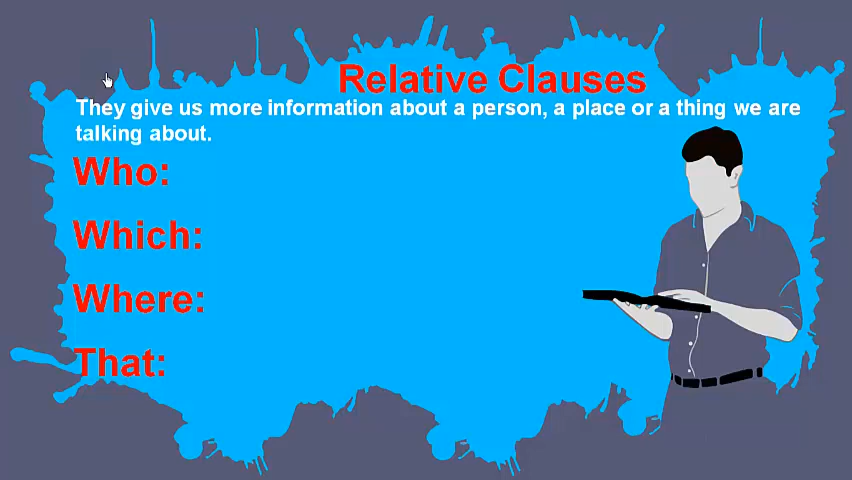 Relative Clauses
They give us more information about a person, a place or a thing we are
talking about.
Who:
Which:
Where:
That: